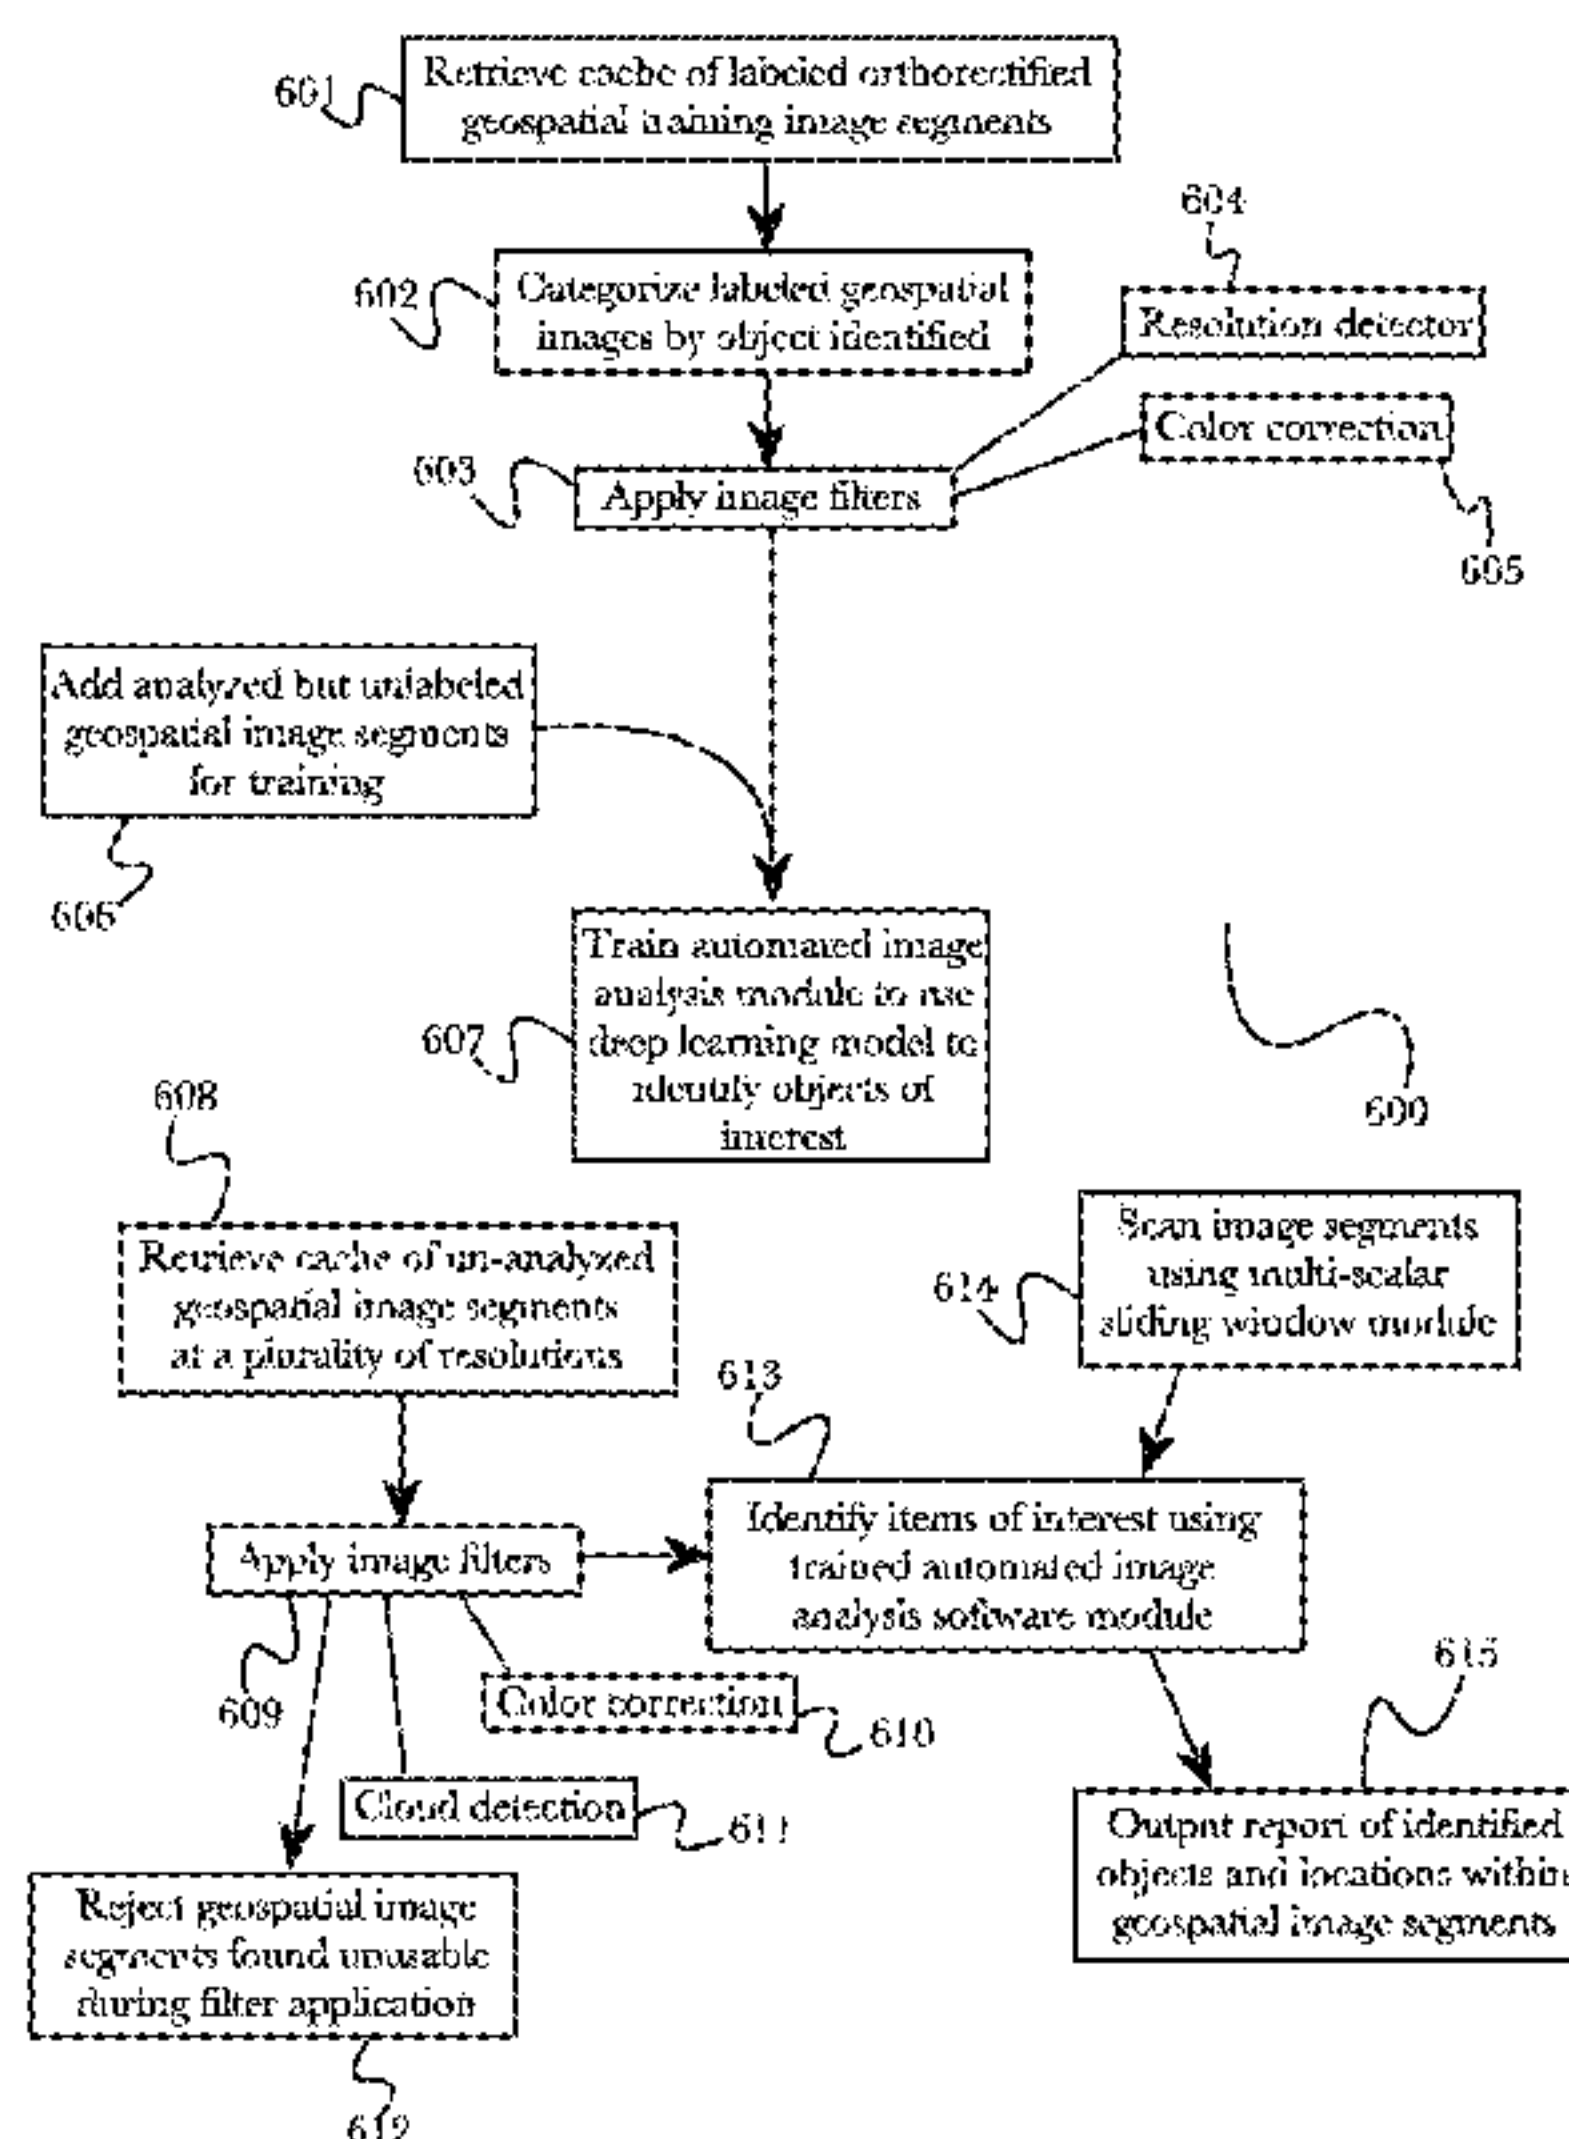 601
Retrieve cache of labeled orthorectified
geospatial training image segments
604
602
Categorize labeled geospatial
images by object identified
Resolution detector
Color correction
603
Apply image filters
605
Add analyzed but unlabeled
geospatial image segments
for training
606
Train automated image
analysis module to use
deep learning model to
identify objects of
interest
607
600
608
Retrieve cache of un-analyzed
geospatial image segments
at a plurality of resolutions
614
Scan image segments
using multi-scalar
sliding window module
613
Apply image filters
Identify items of interest using
trained automated image
analysis software module
609
Color correction
610
615
Cloud detection
611
Output report of identified
objects and locations within
geospatial image segments
Reject geospatial image
segments found unusable
during filter application
612